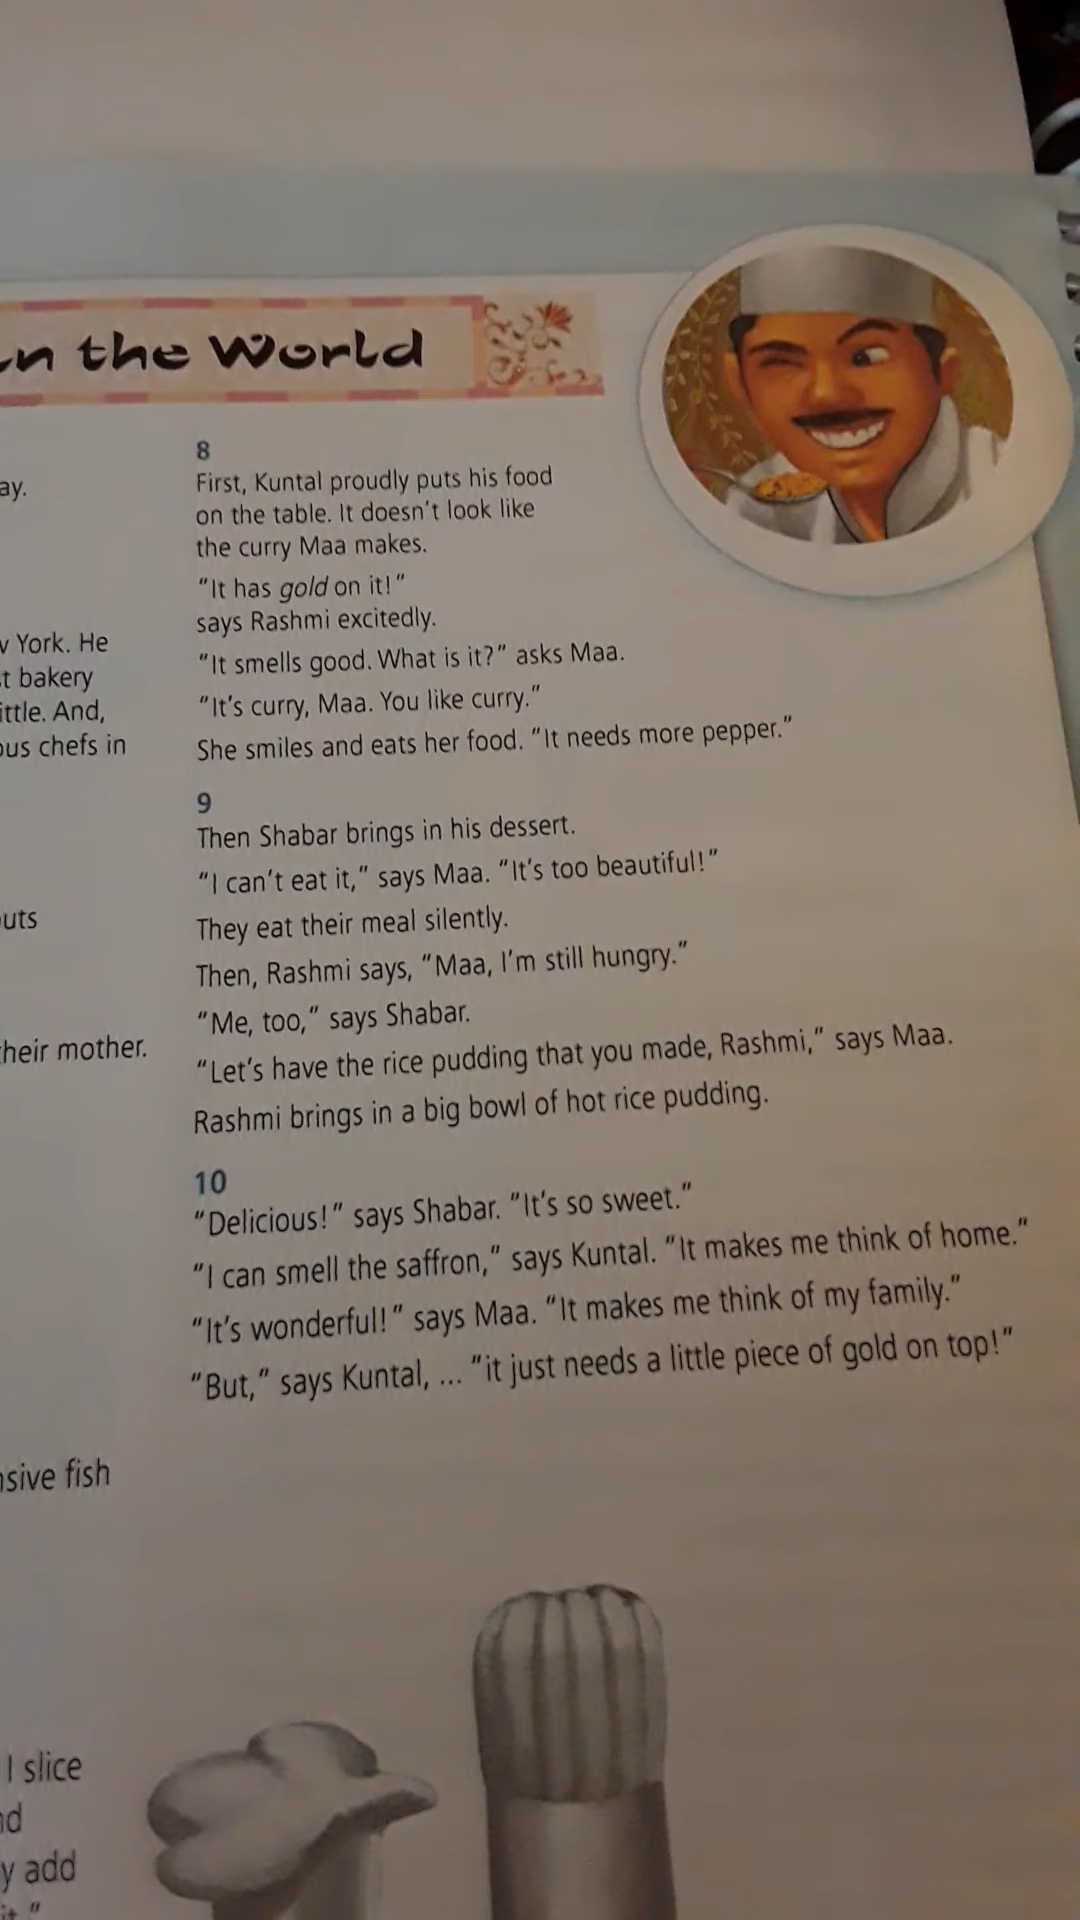 in the World
ay.
York. He
bakery
And,
chefs in
their mother.
fish
I slice
add
8
First, Kuntal proudly puts his food
on the table. It doesn't look like
the curry Maa makes.
"It has gold on it!"
says Rashmi excitedly.
"It smells good. What is it?" asks Maa.
"It's curry, Maa. You like curry."
She smiles and eats her food. "It needs more pepper."
9
Then Shabar brings in his dessert.
"I can't eat it," says Maa. "It's too beautiful!"
They eat their meal silently.
Then, Rashmi says, "Maa, I'm still hungry."
"Me, too," says Shabar.
"Let's have the rice pudding that you made, Rashmi," says Maa.
Rashmi brings in a big bowl of hot rice pudding.
10
"Delicious!" says Shabar. "It's so sweet."
"I can smell the saffron," says Kuntal. "It makes me think of home."
"It's wonderful!" says Maa. "It makes me think of my family."
"But," says Kuntal, ... "it just needs a little piece of gold on top!"